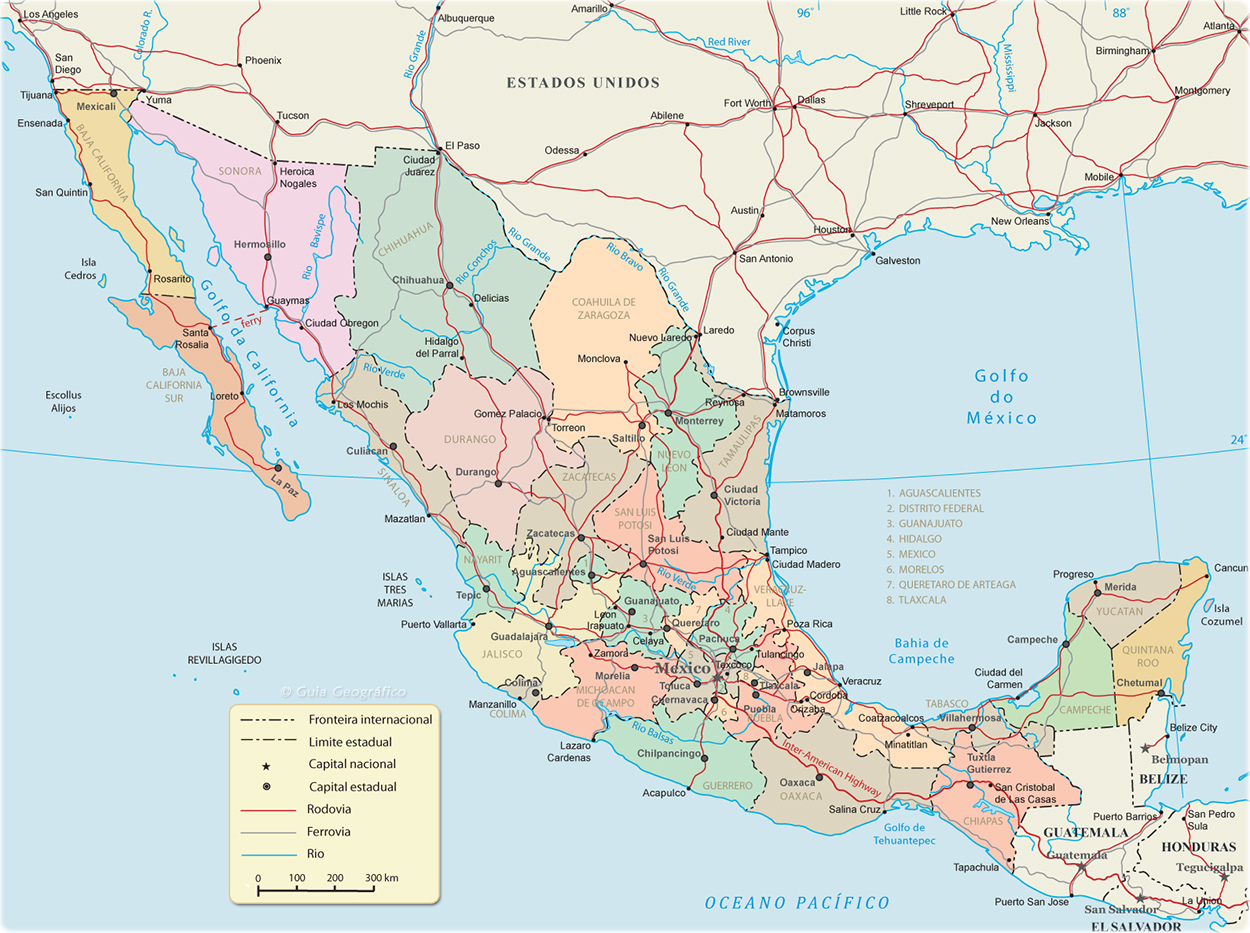 Los Angeles
Albuquerque
Amarillo
96°
Little Rock
88°
Atlanta
Colorado R.
Rio Grande
Red River
Mississippi
Birmingham
San
Diego
Phoenix
ESTADOS UNIDOS
Tijuana
Mexicali
Yuma
Fort Worth
Dallas
Shreveport
Montgomery
Ensenada
Tucson
Abilene
Jackson
BAJA CALIFORNIA
El Paso
Odessa
Ciudad
Juarez
SONORA
Heroica
Nogales
Mobile
San Quintin
Austin
New Orleans
Rio Bavispe
CHIHUAHUA
Rio Grande
Houston
Hermosillo
Rio Conchos
Rio Bravo
San Antonio
Galveston
Isla
Cedros
Rosarito
Chihuahua
Rio Grande
Golfo da California
Guaymas
Delicias
COAHUILA DE
ZARAGOZA
ferry
Ciudad Obregon
Santa
Rosalia
Hidalgo
del Parral
Nuevo Laredo
Laredo
Corpus
Christi
Monclova
BAJA
CALIFORNIA
SUR
Rio Verde
Golfo
do
México
Escollus
Alijos
Loreto
Los Mochis
Reynosa
Brownsville
Matamoros
Gomez Palacio
Torreon
Monterrey
Saltillo
DURANGO
TAMAULIPAS
24°
Culiacan
NUEVO
LEON
SINALOA
Durango
ZACATECAS
La Paz
Ciudad
Victoria
1. AGUASCALIENTES
2. DISTRITO FEDERAL
3. GUANAJUATO
4. HIDALGO
5. MEXICO
6. MORELOS
7. QUERETARO DE ARTEAGA
8. TLAXCALA
Mazatlan
SAN LUIS
POTOSI
Zacatecas
San Luis
Potosi
Ciudad Mante
Tampico
Ciudad Madero
NAYARIT
Aguascalientes
1
Rio Verde
Progreso
Merida
Cancun
ISLAS
TRES
MARIAS
Tepic
VERACRUZ-
LLAVE
YUCATAN
Isla
Cozumel
Leon
Guanajuato
3
7
4
Puerto Vallarta
Irapuato
Queretaro
Poza Rica
Guadalajara
Celaya
Pachuca
Campeche
Bahia de
Campeche
QUINTANA
ROO
ISLAS
REVILLAGIGEDO
JALISCO
Zamora
5
Tulancingo
Mexico
Texcoco
Jalapa
Morelia
8
Ciudad del
Carmen
Chetumal
© Guia Geográfico
Colima
Toluca
Tlaxcala
Veracruz
MICHOACAN
DE OCAMPO
Cuernavaca
Cordoba
Manzanillo
COLIMA
6
Puebla
PUEBLA
Orizaba
TABASCO
CAMPECHE
Coatzacoalcos
Villahermosa
Rio Balsas
Belize City
Lazaro
Cardenas
Chilpancingo
Inter-American Highway
Minatitlan
Tuxtla
Gutierrez
Belmopan
BELIZE
Acapulco
GUERRERO
Oaxaca
OAXACA
San Cristobal
de Las Casas
Salina Cruz
Golfo de
Tehuantepec
CHIAPAS
Puerto Barrios
San Pedro
Sula
GUATEMALA
HONDURAS
Guatemala
Tapachula
Tegucigalpa
OCEANO PACÍFICO
Puerto San Jose
San Salvador
La Union
EL SALVADOR
Fronteira internacional
Limite estadual
Capital nacional
Capital estadual
Rodovia
Ferrovia
Rio
0 100 200 300 km